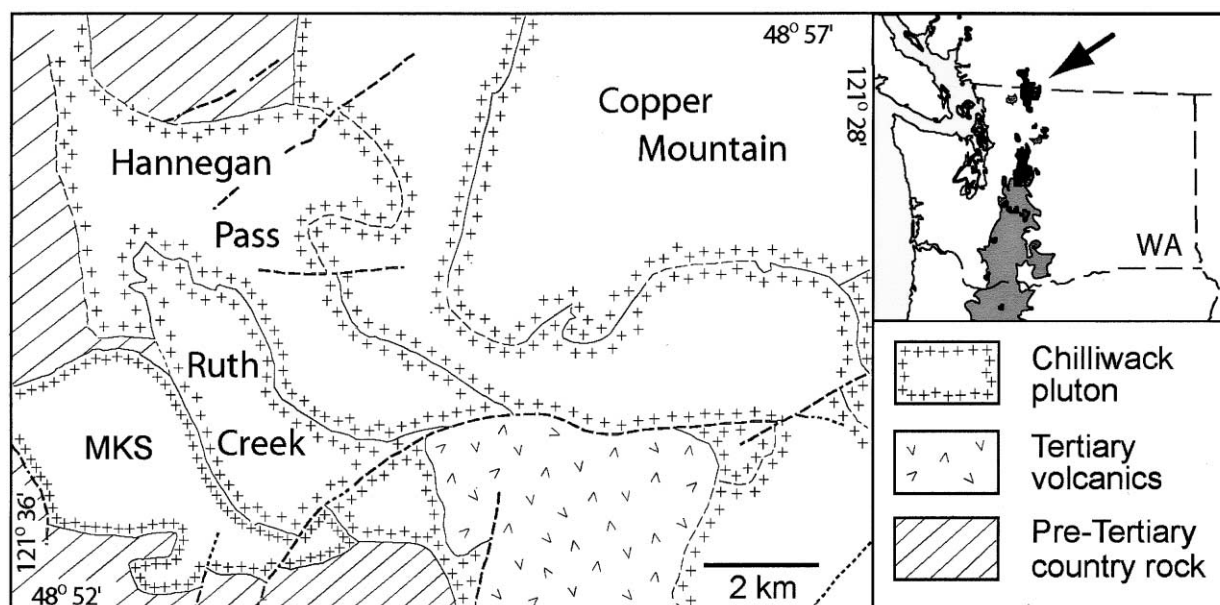 48° 57'
121° 28'
Copper
Mountain
Hannegan
Pass
Ruth
Creek
MKS
121° 36'
48° 52'
2 km
WA
Chilliwack
pluton
Tertiary
volcanics
Pre-Tertiary
country rock